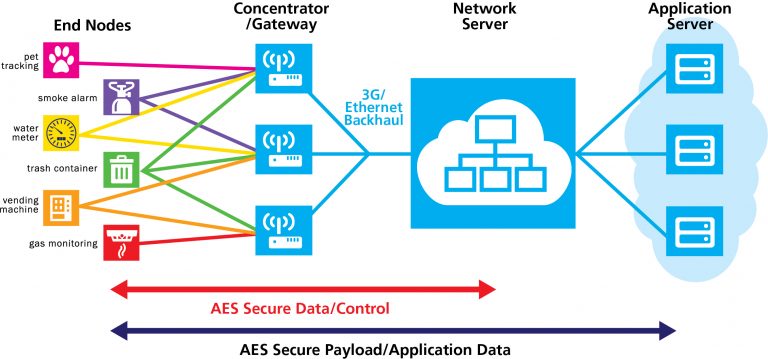 End Nodes
Concentrator
/Gateway
Network
Server
Application
Server
pet
tracking
smoke alarm
water
meter
trash container
vending
machine
gas monitoring
3G/
Ethernet
Backhaul
AES Secure Data/Control
AES Secure Payload/Application Data